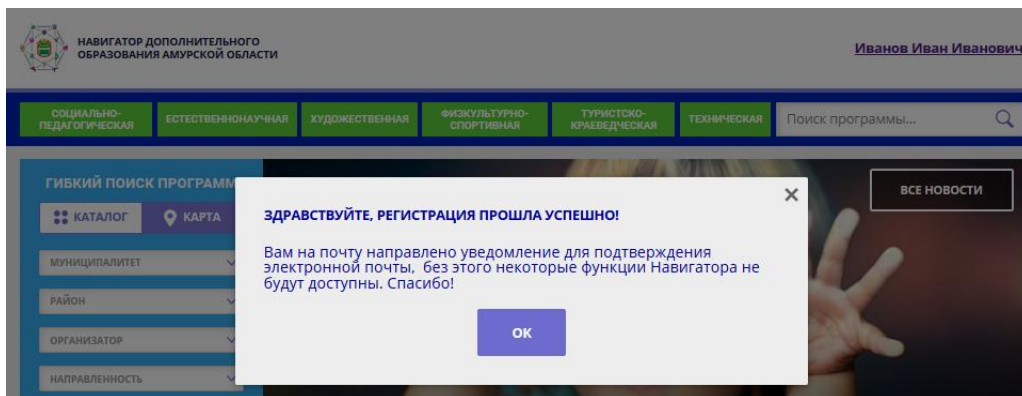 НАВИГАТОР ДОПОЛНИТЕЛЬНОГО
ОБРАЗОВАНИЯ АМУРСКОЙ ОБЛАСТИ
Иванов Иван Иванович
СОЦИАЛЬНО-
ПЕДАГОГИЧЕСКАЯ
ЕСТЕСТВЕННОНАУЧНАЯ
ХУДОЖЕСТВЕННАЯ
ФИЗКУЛЬТУРНО-
СПОРТИВНАЯ
ТУРИСТСКО-
КРАЕВЕДЧЕСКАЯ
ТЕХНИЧЕСКАЯ
Поиск программы...
ГИБКИЙ ПОИСК ПРОГРАММ
КАТАЛОГ
КАРТА
МУНИЦИПАЛИТЕТ
РАЙОН
ОРГАНИЗАТОР
НАПРАВЛЕННОСТЬ
ВСЕ НОВОСТИ
ЗДРАВСТВУЙТЕ, РЕГИСТРАЦИЯ ПРОШЛА УСПЕШНО!
Вам на почту направлено уведомление для подтверждения
электронной почты, без этого некоторые функции Навигатора не
будут доступны. Спасибо!
ОК